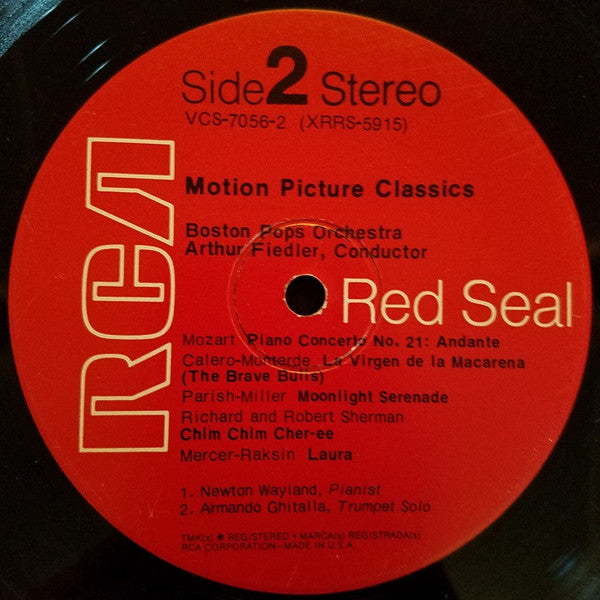 Side 2 Stereo
VCS-7056-2 (XRRS-5915)
RCA
Motion Picture Classics
Boston Pops Orchestra
Arthur Fiedler, Conductor
Red Seal
Mozart Piano Concerto No. 21: Andante
Calero-Monterde La Virgen de la Macarena
(The Brave Bulls)
Parish-Miller Moonlight Serenade
Richard and Robert Sherman
Chim Chim Cher-ee
Mercer-Raksin Laura
1. Newton Wayland, Pianist
2. Armando Ghitalla, Trumpet Solo
TMK(s) ® REGISTERED • MARCA(s) REGISTRADA(s)
RCA CORPORATION—MADE IN U.S.A.